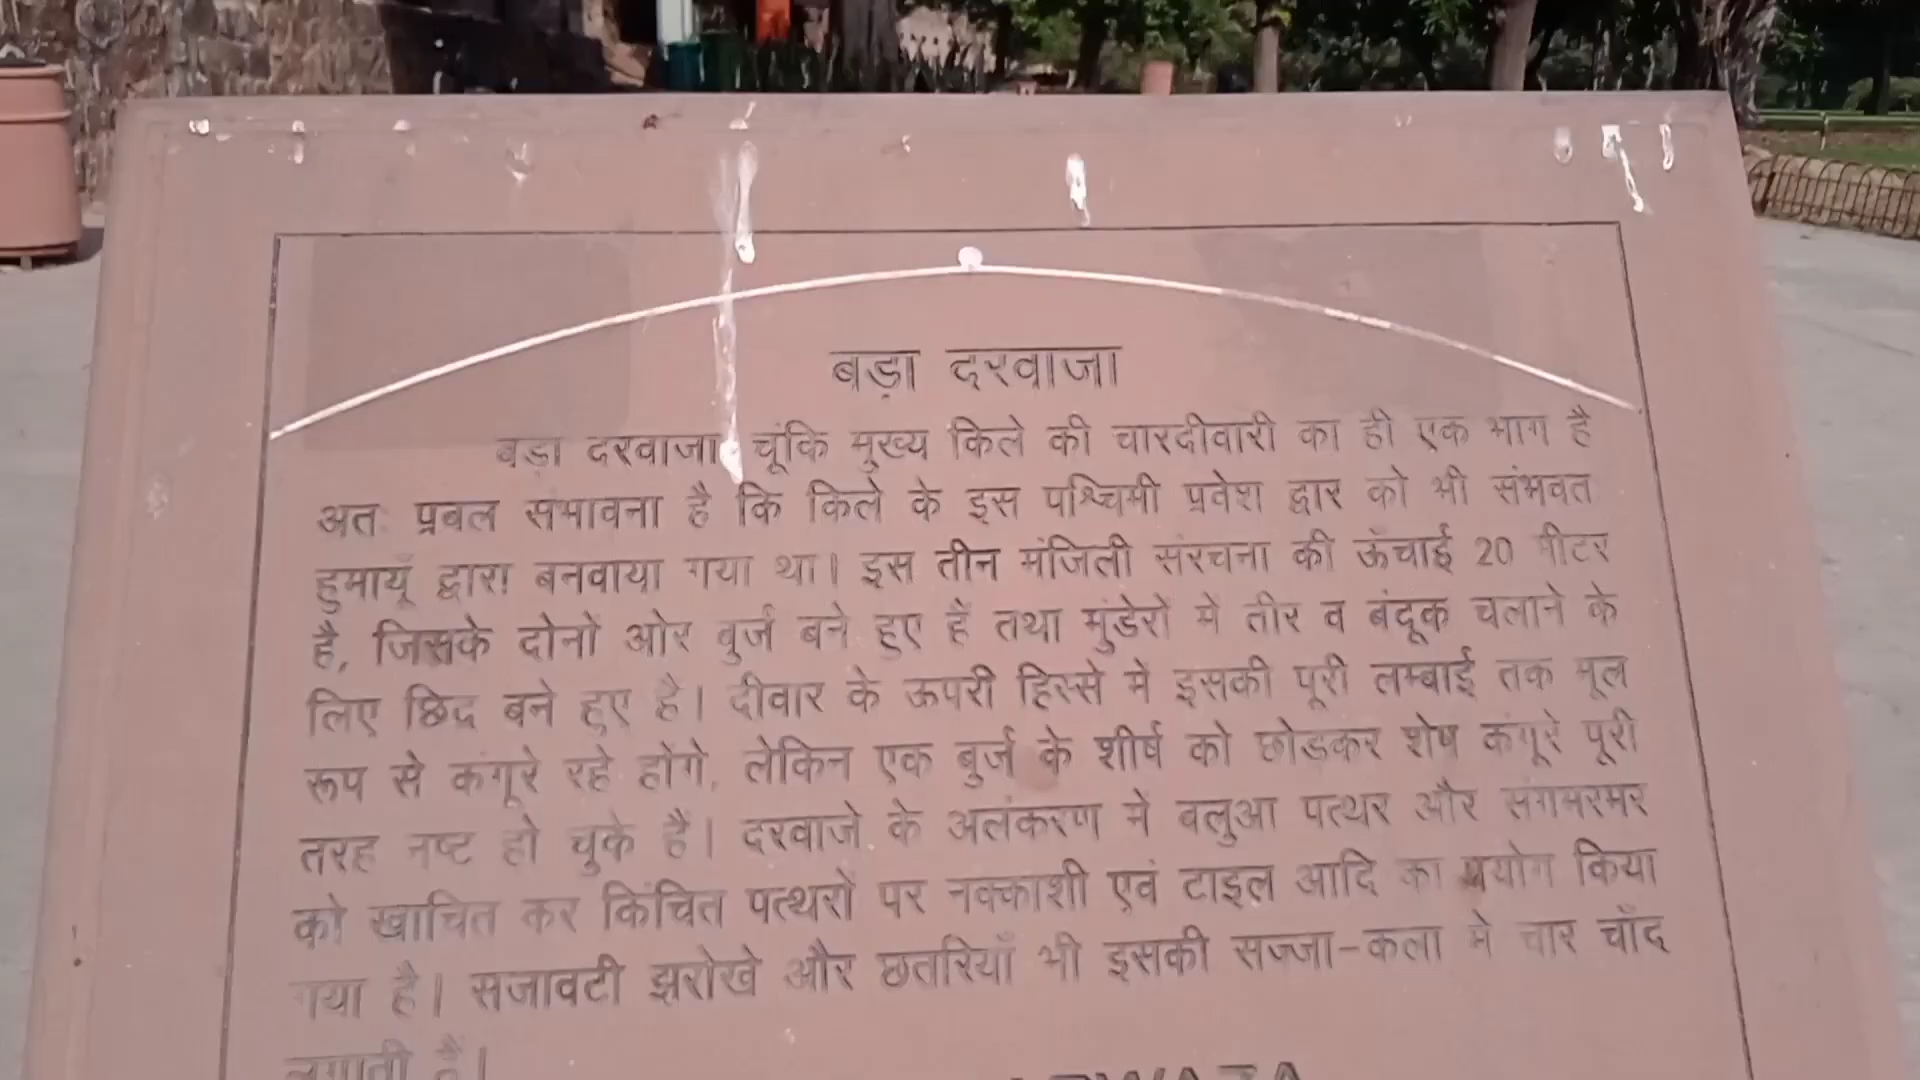 बड़ा दरवाजा
बड़ा दरवाजा चूंकि मुख्य किले की चारदीवारी का ही एक भाग है
अतः प्रबल संभावना है कि किले के इस पश्चिमी प्रवेश द्वार को भी संभवत
हुमायूँ द्वारा बनवाया गया था। इस तीन मंजिली संरचना की ऊंचाई 20 मीटर
है, जिसके दोनों ओर बुर्ज बने हुए हैं तथा मुंडेरों में तीर व बंदूक चलाने के
लिए छिद्र बने हुए है। दीवार के ऊपरी हिस्से में इसकी पूरी लम्बाई तक मूल
रूप से कंगूरे रहे होंगे, लेकिन एक बुर्ज के शीर्ष को छोडकर शेष कंगूरे पूरी
तरह नष्ट हो चुके हैं। दरवाजे के अलंकरण में बलुआ पत्थर और संगमरमर
को खाचित कर किंचित पत्थरों पर नक्काशी एवं टाइल आदि का प्रयोग किया
गया है। सजावटी झरोखे और छतरियाँ भी इसकी सज्जा-कला मे चार चाँद
लगाती हैं।